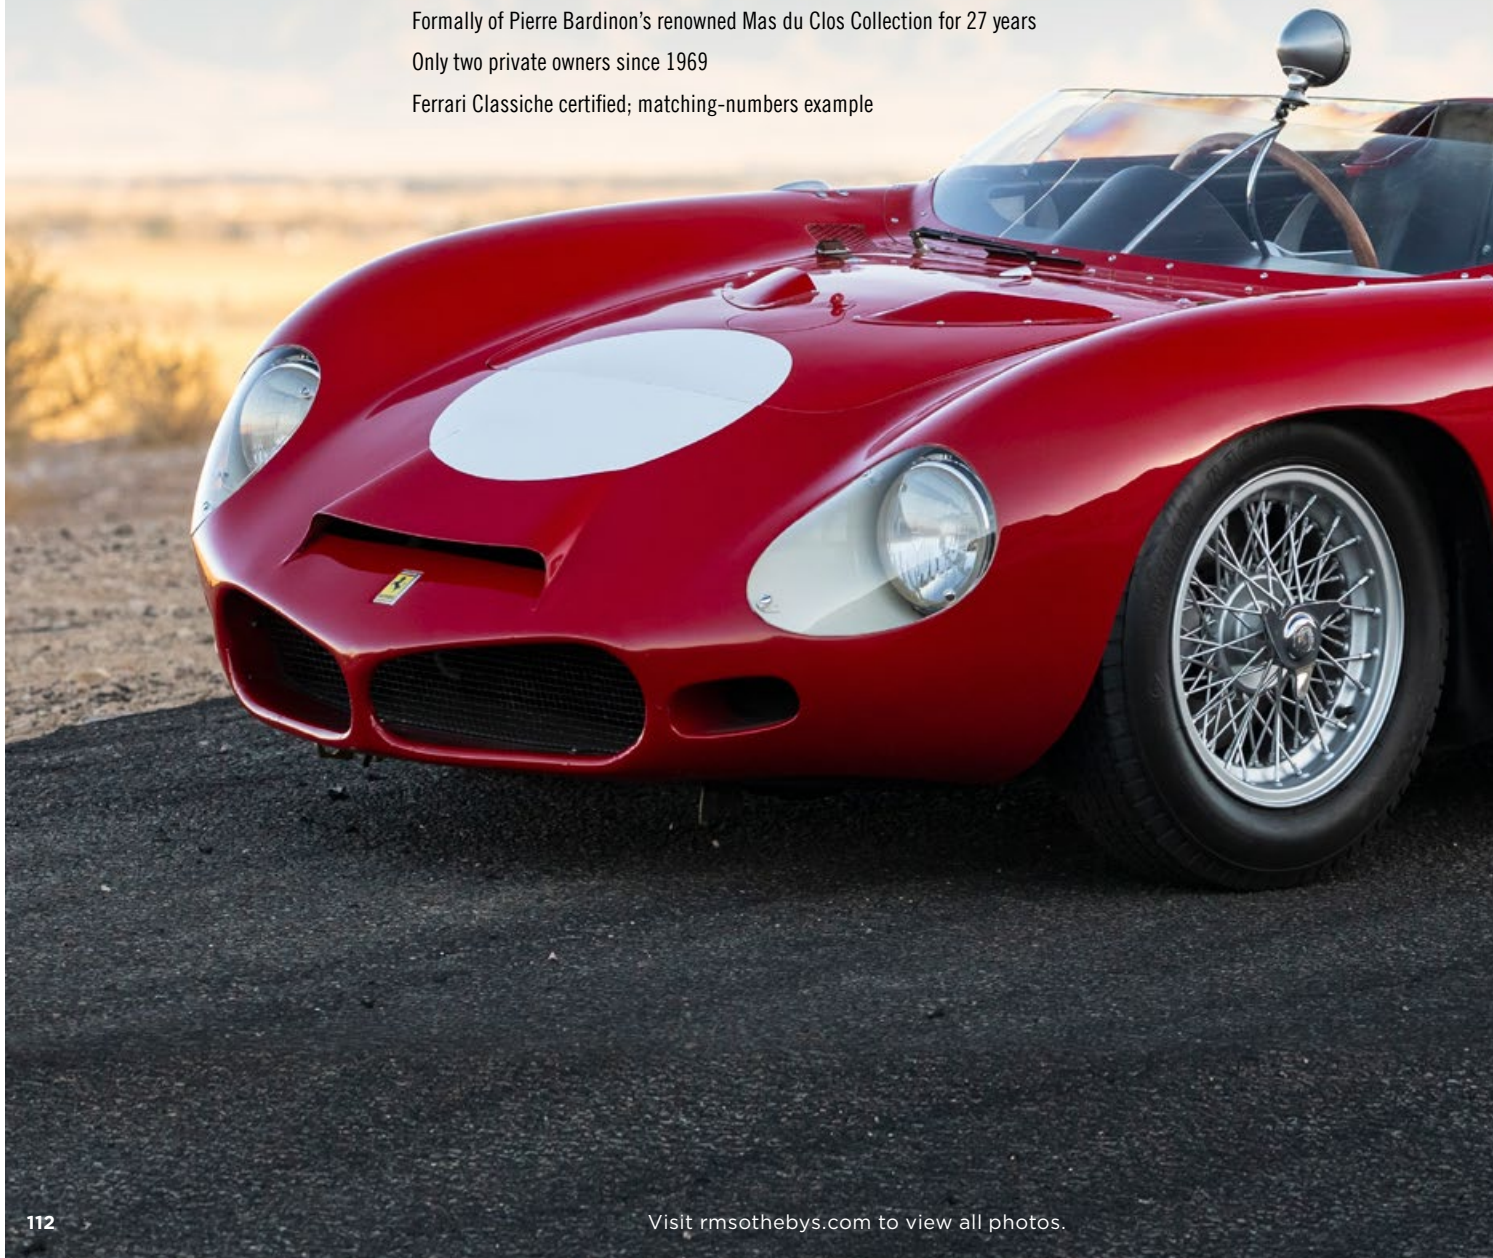 Formally of Pierre Bardinon’s renowned Mas du Clos Collection for 27 years
Only two private owners since 1969
Ferrari Classiche certified; matching-numbers example
112
Visit rmsothebys.com to view all photos.